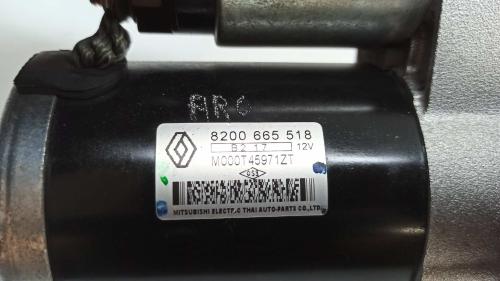 ARC
8200 665 518
B2 17 12V
M000T45971ZT
MITSUBISHI ELECTRIC THAI AUTO-PARTS CO.,LTD.